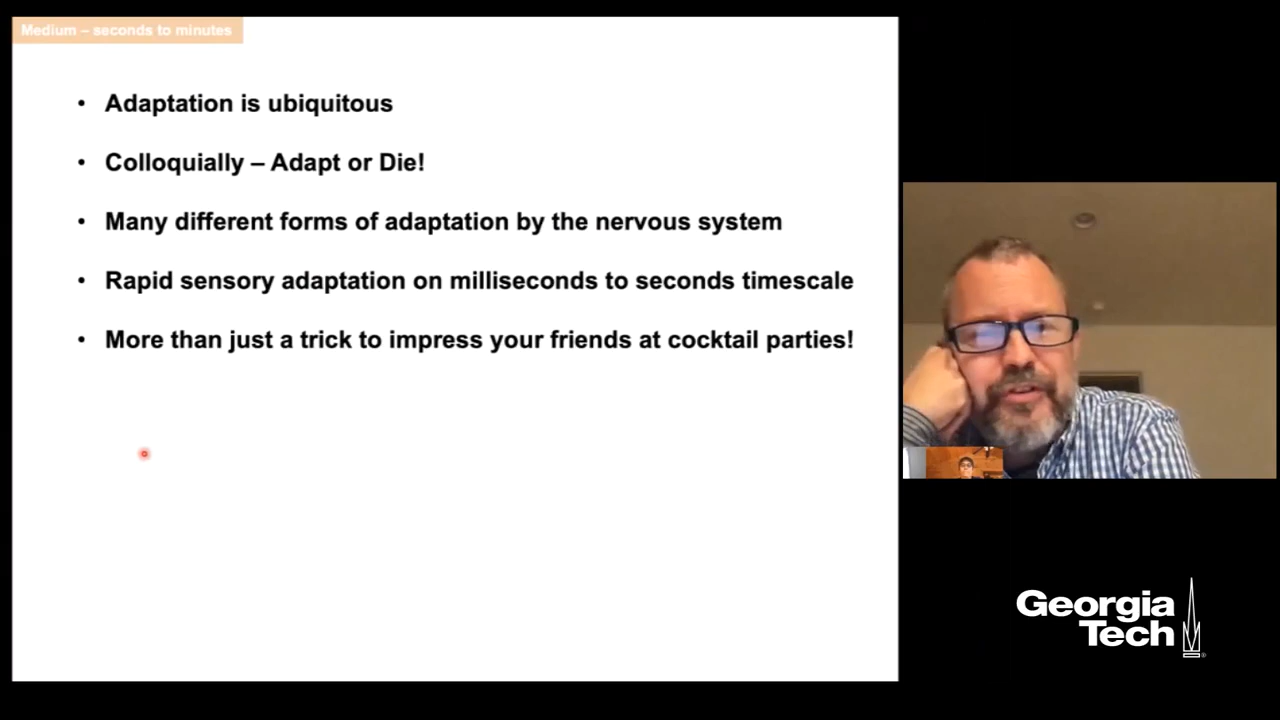 Medium – seconds to minutes
• Adaptation is ubiquitous
• Colloquially – Adapt or Die!
• Many different forms of adaptation by the nervous system
• Rapid sensory adaptation on milliseconds to seconds timescale
• More than just a trick to impress your friends at cocktail parties!
Georgia
Tech